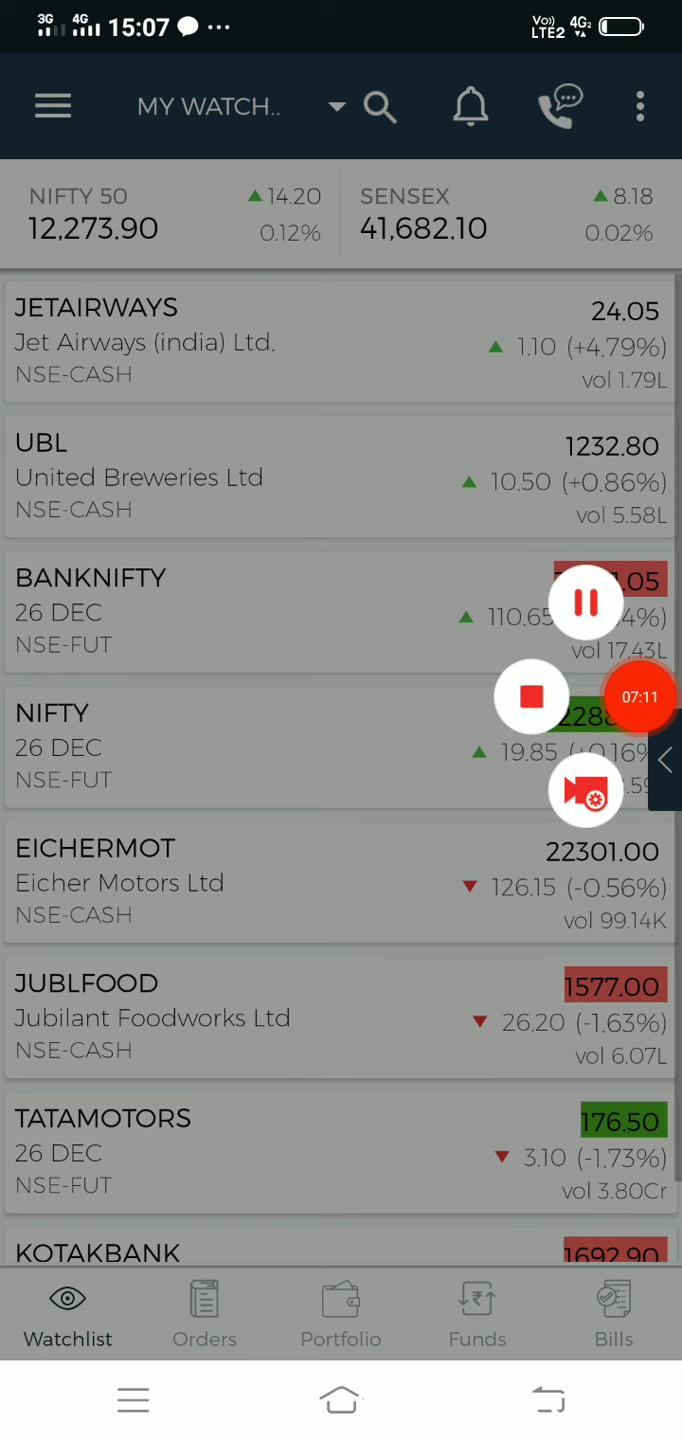 3G 4G 15:07 ...
Vo)) LTE2 4G2
MY WATCH..
NIFTY 50 14.20 SENSEX 8.18
12,273.90 0.12% 41,682.10 0.02%
JETAIRWAYS 24.05
Jet Airways (india) Ltd. 1.10 (+4.79%)
NSE-CASH vol 1.79L
UBL 1232.80
United Breweries Ltd 10.50 (+0.86%)
NSE-CASH vol 5.58L
BANKNIFTY
26 DEC 110.65
NSE-FUT vol 17.43L
07:11
NIFTY
26 DEC 19.85 (+0.16%
NSE-FUT
EICHERMOT 22301.00
Eicher Motors Ltd 126.15 (-0.56%)
NSE-CASH vol 99.14K
JUBLFOOD 1577.00
Jubilant Foodworks Ltd 26.20 (-1.63%)
NSE-CASH vol 6.07L
TATAMOTORS 176.50
26 DEC 3.10 (-1.73%)
NSE-FUT vol 3.80Cr
KOTAKBANK 1692.90
Watchlist Orders Portfolio Funds Bills